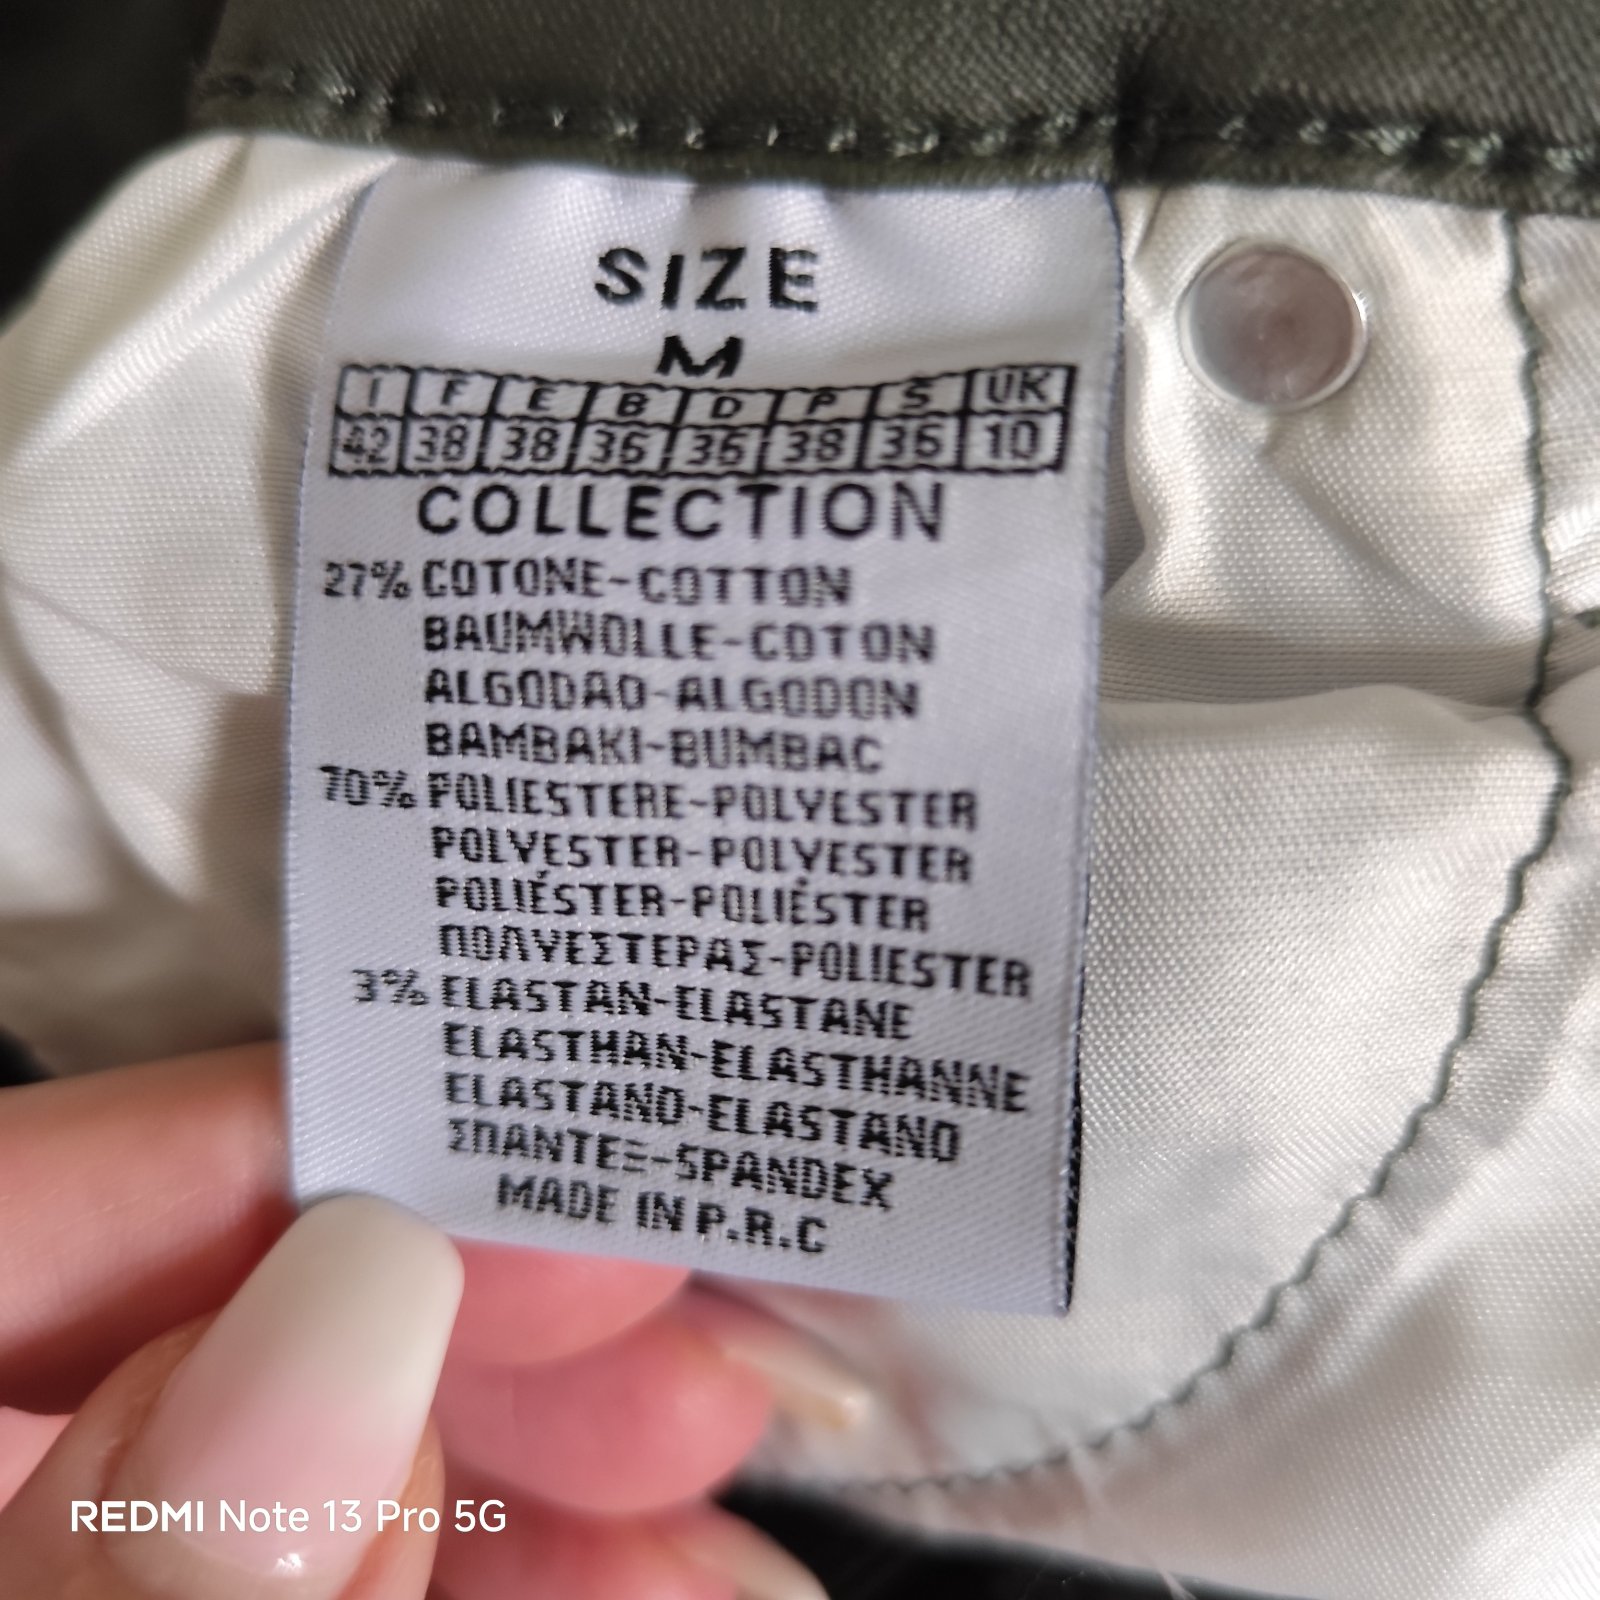 SIZE
M
I F E B D P S UK
42 38 38 36 36 38 36 10
COLLECTION
27% COTONE-COTTON
BAUMWOLLE-COTON
ALGODAO-ALGODON
BAMBAKI-BUMBAC
70% POLIESTERE-POLYESTER
POLYESTER-POLYESTER
POLIÉSTER-POLIÉSTER
ΠΟΛΥΕΣΤΕΡΑΣ-POLIESTER
3% ELASTAN-ELASTANE
ELASTHAN-ELASTHANNE
ELASTANO-ELASTANO
ΣΠΑΝΤΕΞ-SPANDEX
MADE IN P.R.C
REDMI Note 13 Pro 5G